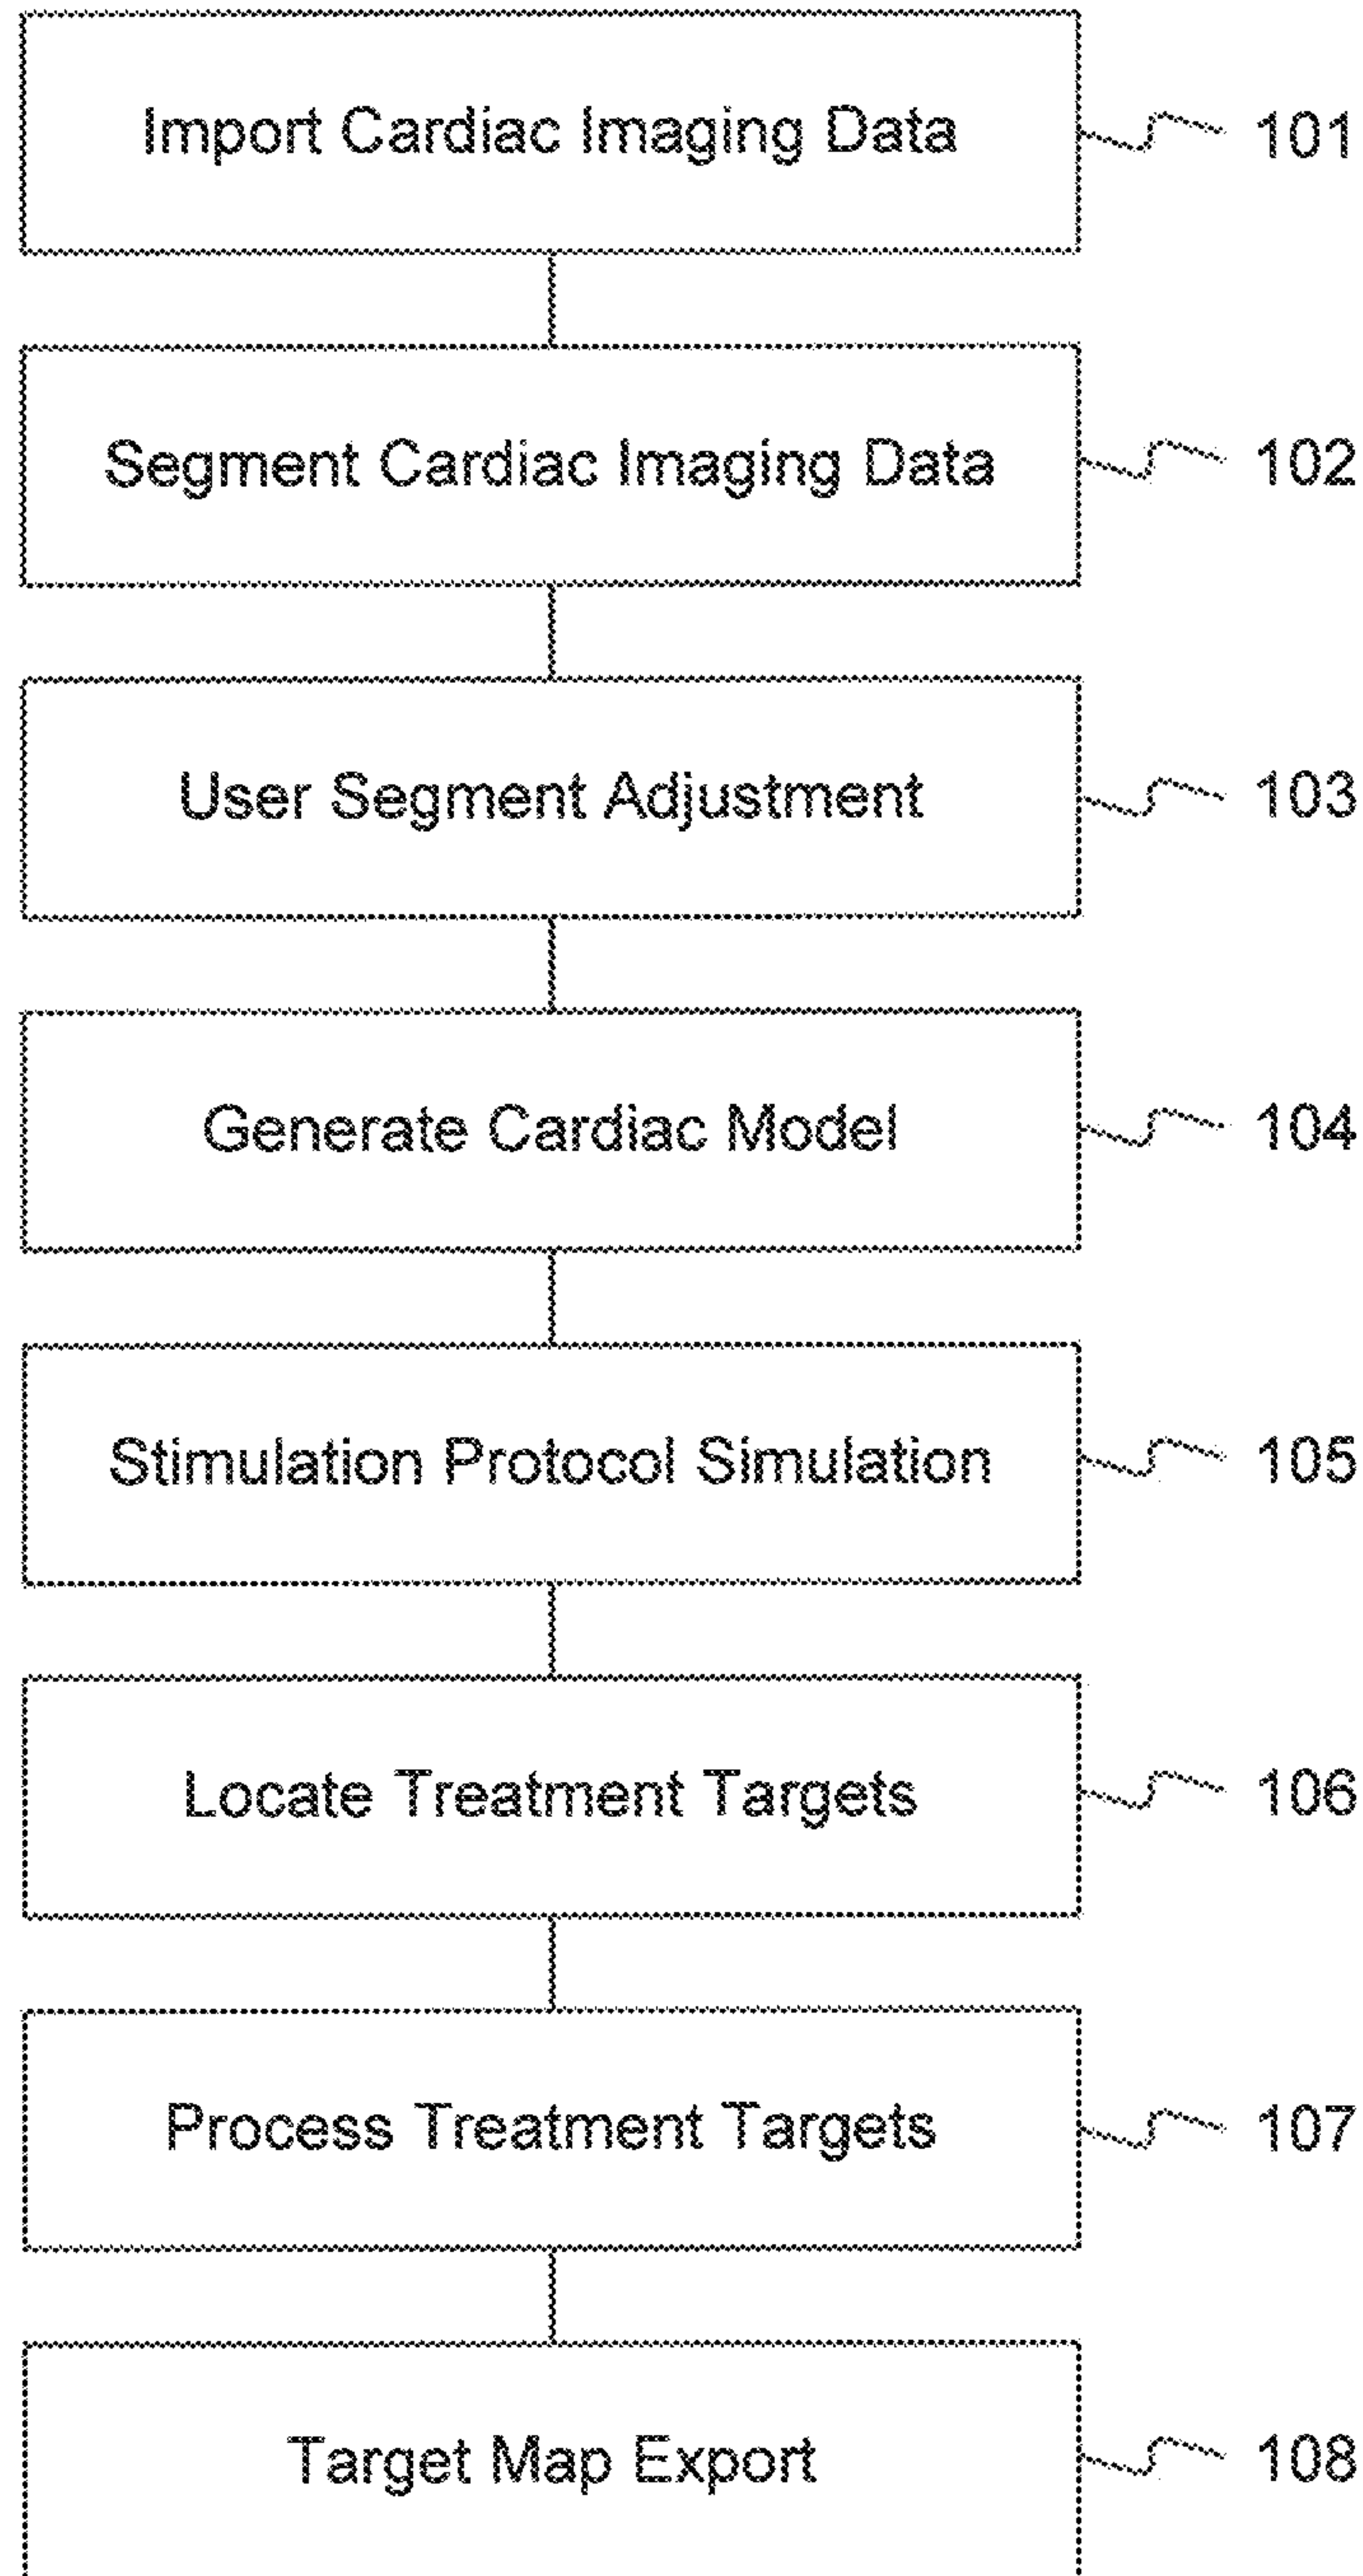 Import Cardiac Imaging Data 101
Segment Cardiac Imaging Data 102
User Segment Adjustment 103
Generate Cardiac Model 104
Stimulation Protocol Simulation 105
Locate Treatment Targets 106
Process Treatment Targets 107
Target Map Export 108